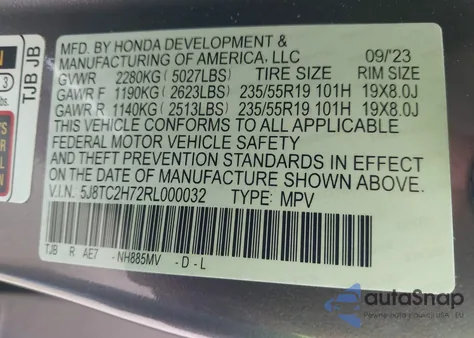 TJB JB
MFD. BY HONDA DEVELOPMENT &
MANUFACTURING OF AMERICA, LLC 09/'23
GVWR 2280KG (5027LBS) TIRE SIZE RIM SIZE
GAWR F 1190KG (2623LBS) 235/55R19 101H 19X8.0J
GAWR R 1140KG (2513LBS) 235/55R19 101H 19X8.0J
THIS VEHICLE CONFORMS TO ALL APPLICABLE
FEDERAL MOTOR VEHICLE SAFETY
AND THEFT PREVENTION STANDARDS IN EFFECT
ON THE DATE OF MANUFACTURE SHOWN ABOVE.
V.I.N. 5J8TC2H72RL000032 TYPE: MPV
TJB R AE7 -NH885MV -D-L
3
lbs.
autoSnap